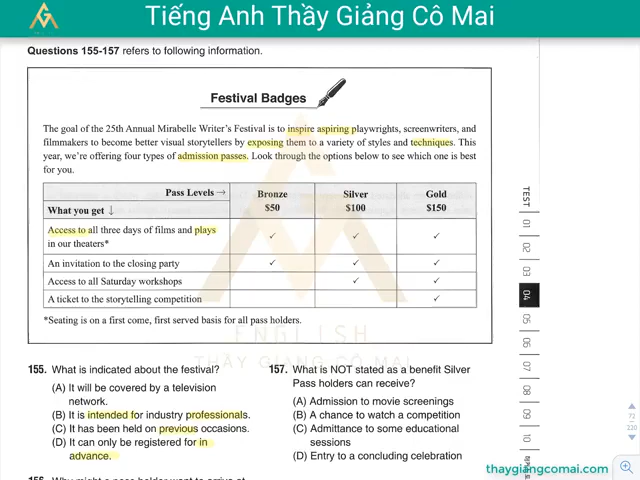 Tiếng Anh Thầy Giảng Cô Mai
Questions 155-157 refers to following information.
Festival Badges
The goal of the 25th Annual Mirabelle Writer's Festival is to inspire aspiring playwrights, screenwriters, and
filmmakers to become better visual storytellers by exposing them to a variety of styles and techniques. This
year, we're offering four types of admission passes. Look through the options below to see which one is best
for you.
Pass Levels → Bronze Silver Gold
What you get ↓ $50 $100 $150
Access to all three days of films and plays
in our theaters* ✓ ✓ ✓
An invitation to the closing party ✓ ✓ ✓
Access to all Saturday workshops ✓ ✓
A ticket to the storytelling competition ✓
*Seating is on a first come, first served basis for all pass holders.
ENGLISH
THẦY GIẢNG CÔ MAI
155. What is indicated about the festival?
(A) It will be covered by a television
network.
(B) It is intended for industry professionals.
(C) It has been held on previous occasions.
(D) It can only be registered for in
advance.
157. What is NOT stated as a benefit Silver
Pass holders can receive?
(A) Admission to movie screenings
(B) A chance to watch a competition
(C) Admittance to some educational
sessions
(D) Entry to a concluding celebration
TEST
01
02
03
04
05
06
07
08
09
10
72
220
thaygiangcomai.com